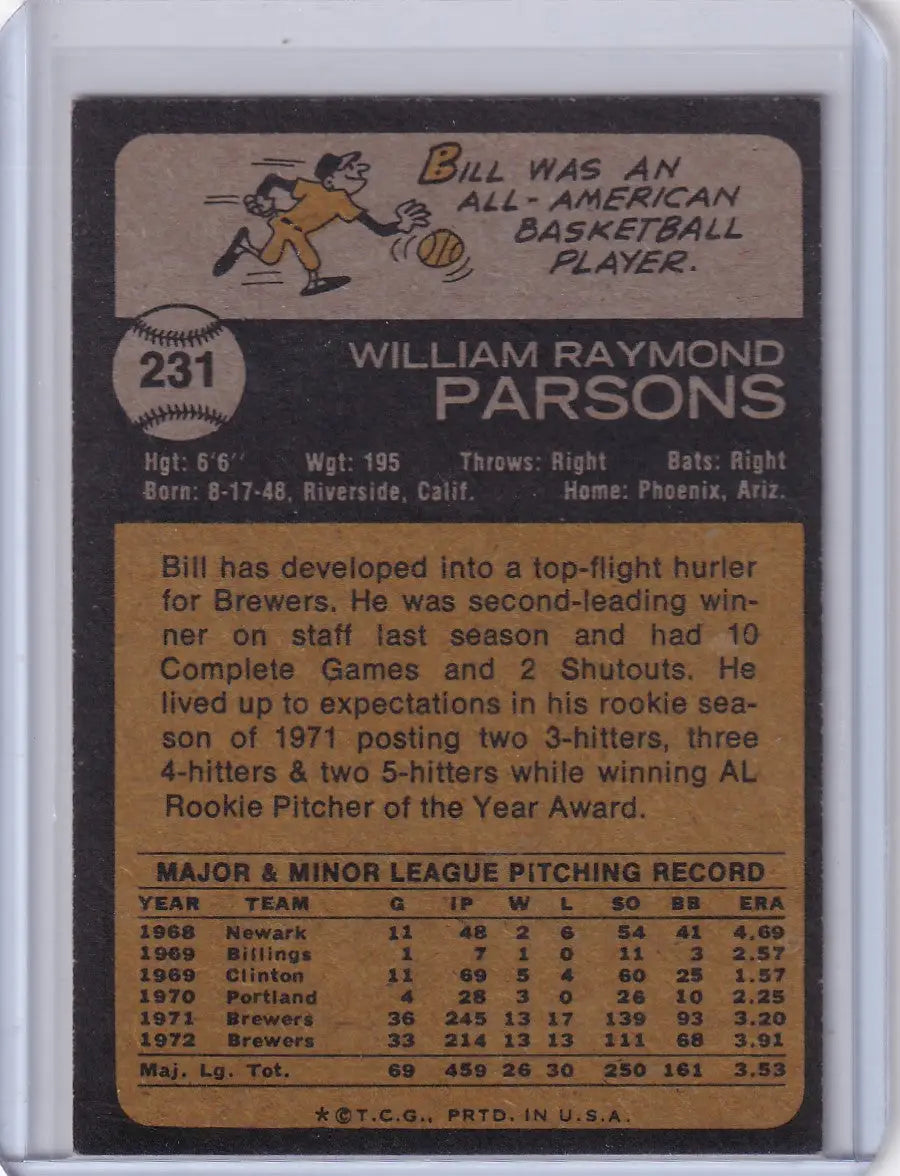 BILL WAS AN
ALL-AMERICAN
BASKETBALL
PLAYER.
231
WILLIAM RAYMOND
PARSONS
Hgt: 6'6" Wgt: 195 Throws: Right Bats: Right
Born: 8-17-48, Riverside, Calif. Home: Phoenix, Ariz.
Bill has developed into a top-flight hurler
for Brewers. He was second-leading win-
ner on staff last season and had 10
Complete Games and 2 Shutouts. He
lived up to expectations in his rookie sea-
son of 1971 posting two 3-hitters, three
4-hitters & two 5-hitters while winning AL
Rookie Pitcher of the Year Award.
MAJOR & MINOR LEAGUE PITCHING RECORD
YEAR TEAM G IP W L SO BB ERA
1968 Newark 11 48 2 6 54 41 4.69
1969 Billings 1 7 1 0 11 3 2.57
1969 Clinton 11 69 5 4 60 25 1.57
1970 Portland 4 28 3 0 26 10 2.25
1971 Brewers 36 245 13 17 139 93 3.20
1972 Brewers 33 214 13 13 111 68 3.91
Maj. Lg. Tot. 69 459 26 30 250 161 3.53
*©T.C.G., PRTD. IN U.S.A.